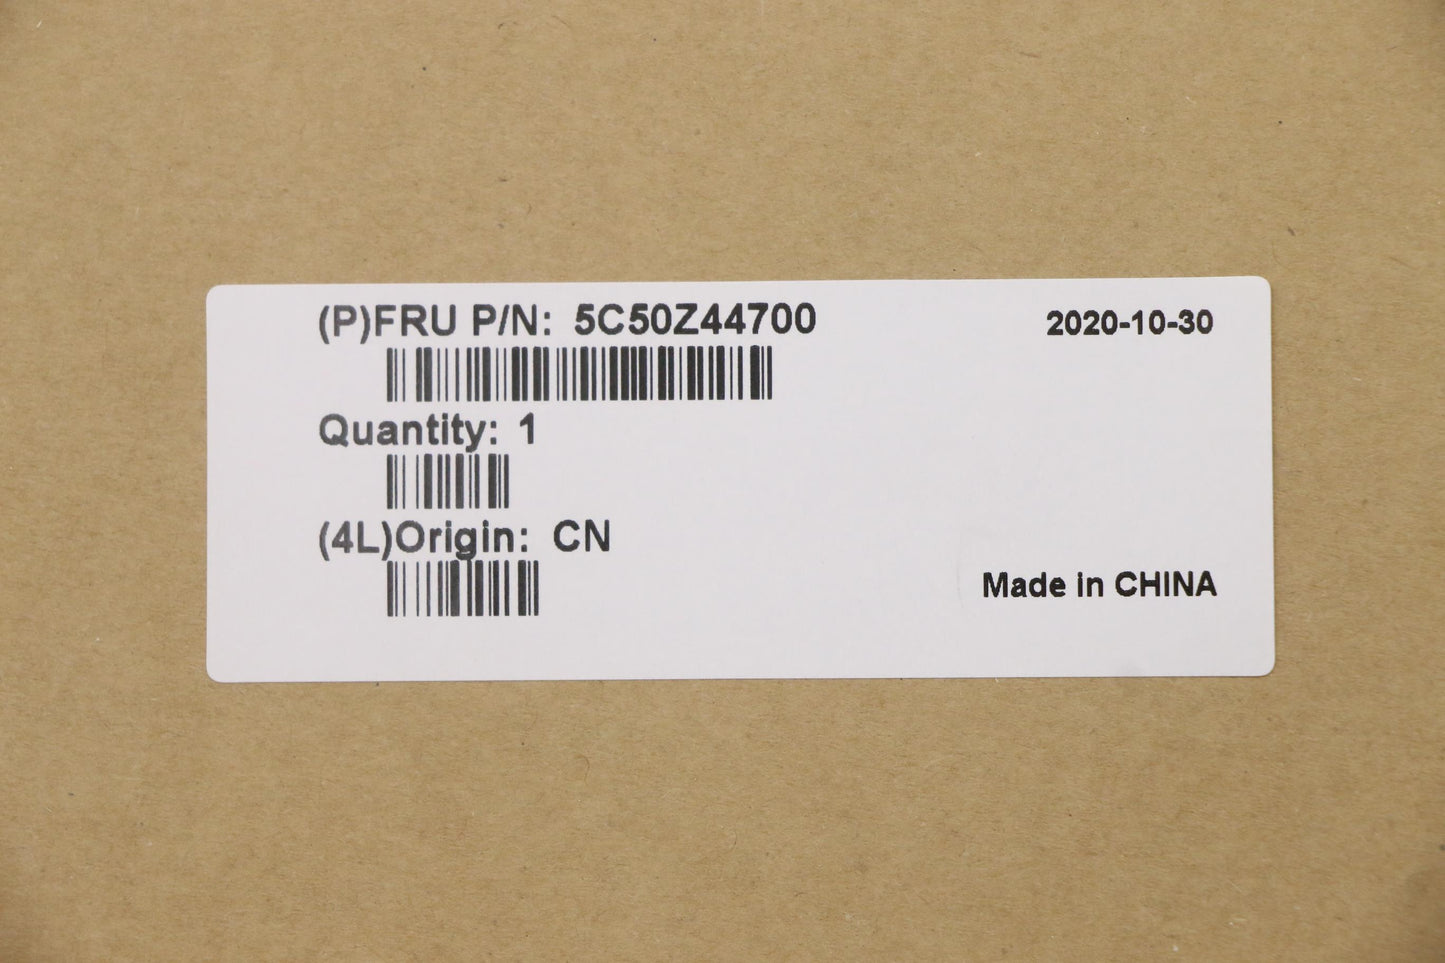 (P)FRU P/N: 5C50Z44700
2020-10-30
Quantity: 1
(4L)Origin: CN
Made in CHINA